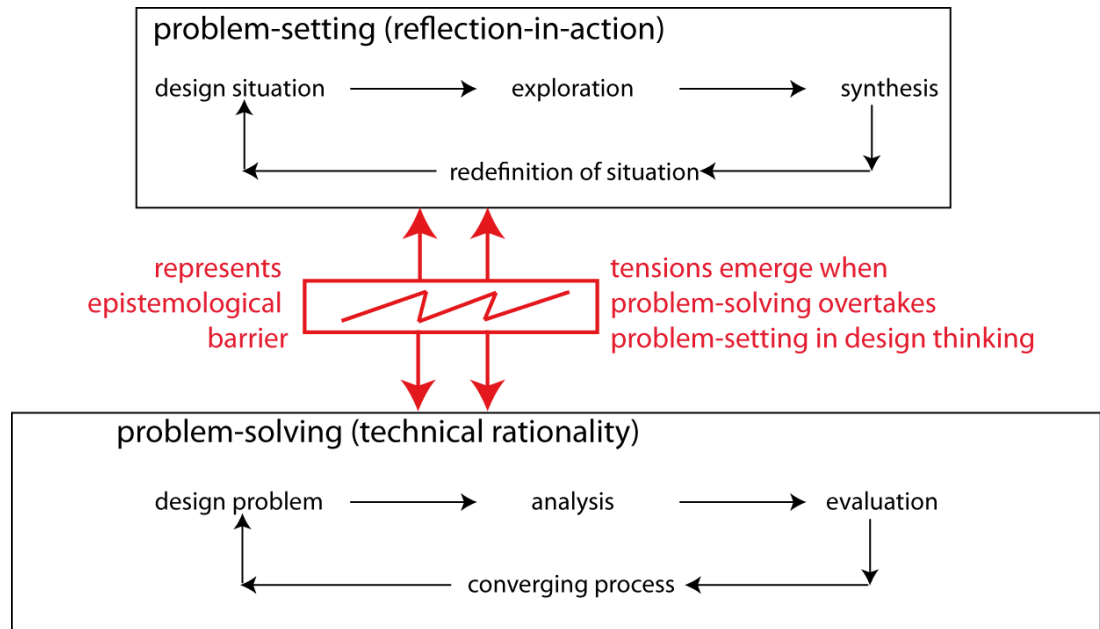 problem-setting (reflection-in-action)
design situation exploration synthesis
redefinition of situation
represents
epistemological
barrier
tensions emerge when
problem-solving overtakes
problem-setting in design thinking
problem-solving (technical rationality)
design problem analysis evaluation
converging process